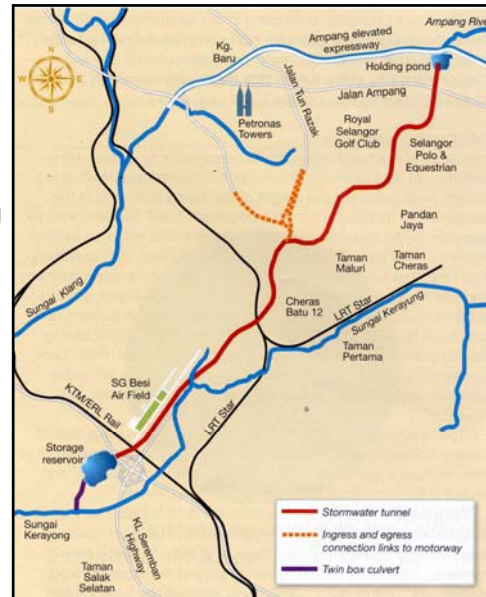 Ampang River
Ampang elevated
expressway
Kg.
Baru
Holding pond
Jalan Tun Razak
Jalan Ampang
N
W
E
S
Petronas
Towers
Royal
Selangor
Golf Club
Selangor
Polo &
Equestrian
Pandan
Jaya
Taman
Maluri
Taman
Cheras
Sungai Klang
Cheras
Batu 12
LRT Star
Sungai Kerayung
Taman
Pertama
SG Besi
Air Field
KTM/ERL Rail
LRT Star
Storage
reservoir
Sungai
Kerayong
KL Seremban
Highway
Taman
Salak
Selatan
Stormwater tunnel
Ingress and egress
connection links to motorway
Twin box culvert